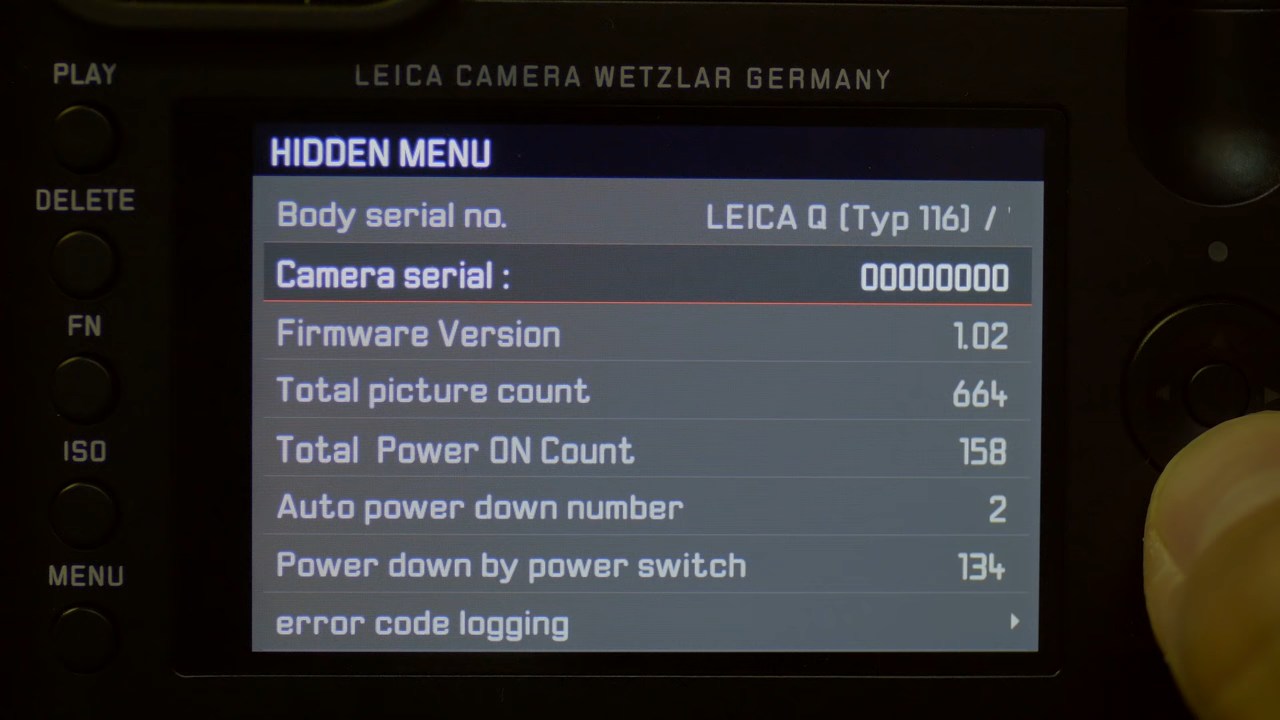 PLAY
LEICA CAMERA WETZLAR GERMANY
HIDDEN MENU
DELETE
Body serial no. LEICA Q (Typ 116) /
Camera serial : 00000000
FN
Firmware Version 1.02
Total picture count 664
ISO
Total Power ON Count 158
Auto power down number 2
MENU
Power down by power switch 134
error code logging